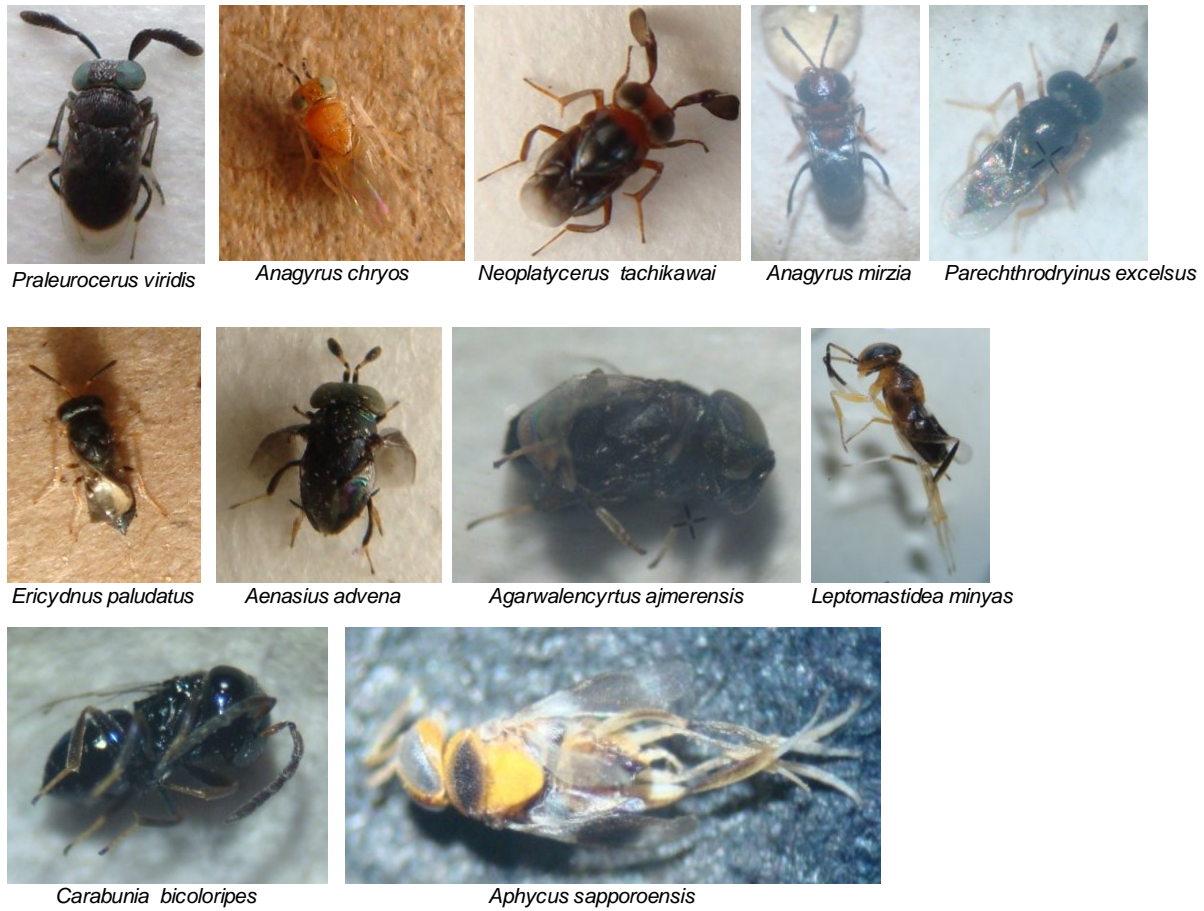 Praleurocerus viridis
Anagyrus chryos
Neoplatycerus tachikawai
Anagyrus mirzia
Parechthrodryinus excelsus
Ericydnus paludatus
Aenasius advena
Agarwalencyrtus ajmerensis
Leptomastidea minyas
Carabunia bicoloripes
Aphycus sapporoensis